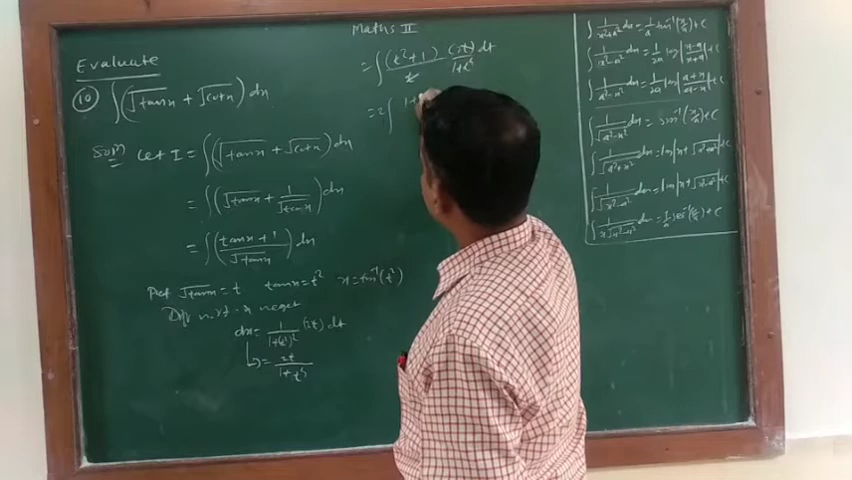 Maths II
Evaluate
10 ∫(√tanx + √cotx) dx
Soln Let I = ∫(√tanx + √cotx) dx
= ∫(√tanx + 1/√tanx) dx
= ∫((tanx + 1)/√tanx) dx
Put √tanx = t tanx = t² x = tan⁻¹(t²)
Diff w.r.t. x we get
dx = 1/(1+(t²)²) (2t) dt
= 2t/(1+t⁴)
= ∫ (t²+1)/t (2t)/(1+t⁴) dt
= 2∫ 1+
∫ 1/(x²+a²) dx = 1/a tan⁻¹(x/a) + C
∫ 1/(x²-a²) dx = 1/2a log|(x-a)/(x+a)| + C
∫ 1/(a²-x²) dx = 1/2a log|(a+x)/(a-x)| + C
∫ 1/√(a²-x²) dx = sin⁻¹(x/a) + C
∫ 1/√(a²+x²) dx = log|x+√(x²+a²)| + C
∫ 1/√(x²-a²) dx = log|x+√(x²-a²)| + C
∫ 1/(x√(x²-a²)) dx = 1/a sec⁻¹(x/a) + C